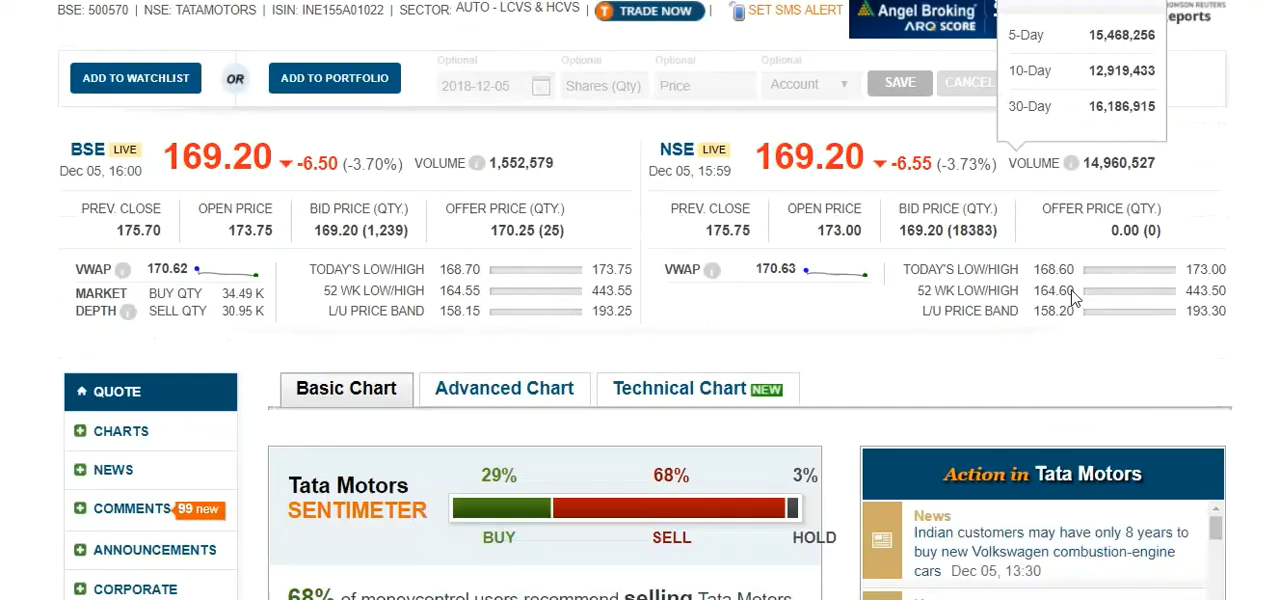 BSE: 500570 | NSE: TATAMOTORS | ISIN: INE155A01022 | SECTOR: AUTO - LCVS & HCVS | T TRADE NOW | SET SMS ALERT
Angel Broking
ARQ SCORE
THOMSON REUTERS
eports
5-Day 15,468,256
10-Day 12,919,433
30-Day 16,186,915
ADD TO WATCHLIST OR ADD TO PORTFOLIO
Optional Optional Optional Optional
2018-12-05 Shares (Qty) Price Account SAVE CANCEL
BSE LIVE 169.20 -6.50 (-3.70%) VOLUME 1,552,579
Dec 05, 16:00
PREV. CLOSE OPEN PRICE BID PRICE (QTY.) OFFER PRICE (QTY.)
175.70 173.75 169.20 (1,239) 170.25 (25)
VWAP 170.62
MARKET BUY QTY 34.49 K
DEPTH SELL QTY 30.95 K
TODAY'S LOW/HIGH 168.70 173.75
52 WK LOW/HIGH 164.55 443.55
L/U PRICE BAND 158.15 193.25
NSE LIVE 169.20 -6.55 (-3.73%) VOLUME 14,960,527
Dec 05, 15:59
PREV. CLOSE OPEN PRICE BID PRICE (QTY.) OFFER PRICE (QTY.)
175.75 173.00 169.20 (18383) 0.00 (0)
VWAP 170.63
TODAY'S LOW/HIGH 168.60 173.00
52 WK LOW/HIGH 164.60 443.50
L/U PRICE BAND 158.20 193.30
QUOTE
CHARTS
NEWS
COMMENTS 99 new
ANNOUNCEMENTS
CORPORATE
Basic Chart Advanced Chart Technical Chart NEW
Tata Motors
SENTIMETER
29% 68% 3%
BUY SELL HOLD
68% of moneycontrol users recommend selling Tata Motors
Action in Tata Motors
News
Indian customers may have only 8 years to
buy new Volkswagen combustion-engine
cars Dec 05, 13:30